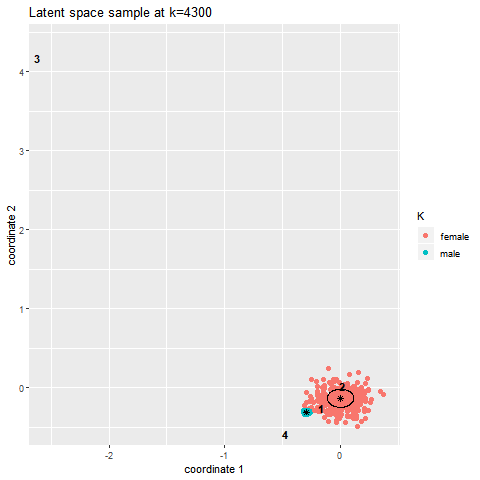 Latent space sample at k=4300
3
4
3
2
1
0
2
1
4
-2
-1
0
coordinate 1
coordinate 2
K
female
male